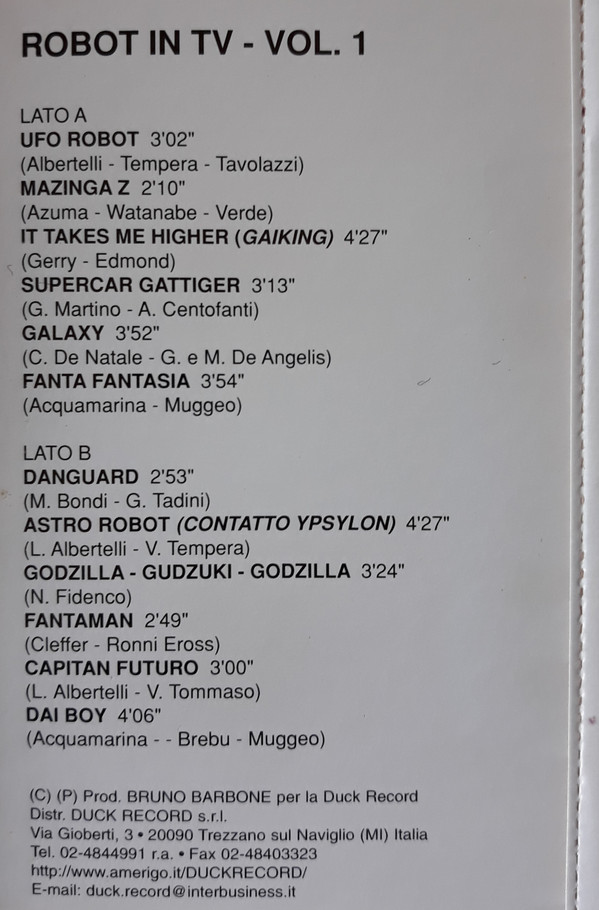 ROBOT IN TV - VOL. 1
LATO A
UFO ROBOT 3'02"
(Albertelli - Tempera - Tavolazzi)
MAZINGA Z 2'10"
(Azuma - Watanabe - Verde)
IT TAKES ME HIGHER (GAIKING) 4'27"
(Gerry - Edmond)
SUPERCAR GATTIGER 3'13"
(G. Martino - A. Centofanti)
GALAXY 3'52"
(C. De Natale - G. e M. De Angelis)
FANTA FANTASIA 3'54"
(Acquamarina - Muggeo)
LATO B
DANGUARD 2'53"
(M. Bondi - G. Tadini)
ASTRO ROBOT (CONTATTO YPSYLON) 4'27"
(L. Albertelli - V. Tempera)
GODZILLA - GUDZUKI - GODZILLA 3'24"
(N. Fidenco)
FANTAMAN 2'49"
(Cleffer - Ronni Eross)
CAPITAN FUTURO 3'00"
(L. Albertelli - V. Tommaso)
DAI BOY 4'06"
(Acquamarina - - Brebu - Muggeo)
(C) (P) Prod. BRUNO BARBONE per la Duck Record
Distr. DUCK RECORD s.r.l.
Via Gioberti, 3 • 20090 Trezzano sul Naviglio (MI) Italia
Tel. 02-4844991 r.a. • Fax 02-48403323
http://www.amerigo.it/DUCKRECORD/
E-mail: duck.record@interbusiness.it